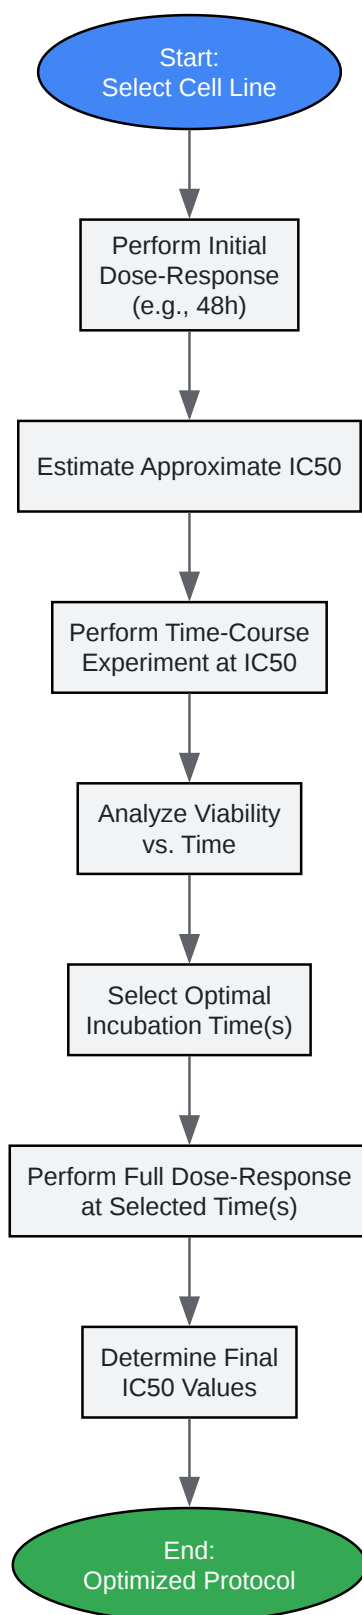 Start:
Select Cell Line
Perform Initial
Dose-Response
(e.g., 48h)
Estimate Approximate IC50
Perform Time-Course
Experiment at IC50
Analyze Viability
vs. Time
Select Optimal
Incubation Time(s)
Perform Full Dose-Response
at Selected Time(s)
Determine Final
IC50 Values
End:
Optimized Protocol